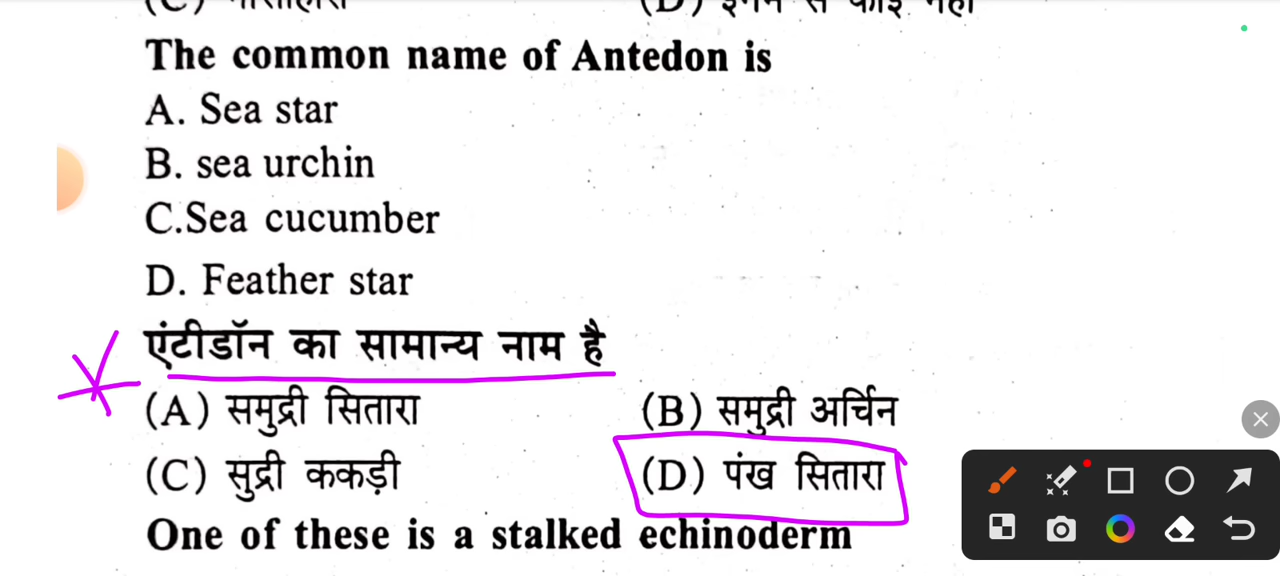 The common name of Antedon is
A. Sea star
B. sea urchin
C.Sea cucumber
D. Feather star
एंटीडॉन का सामान्य नाम है
(A) समुद्री सितारा (B) समुद्री अर्चिन
(C) सुद्री ककड़ी (D) पंख सितारा
One of these is a stalked echinoderm